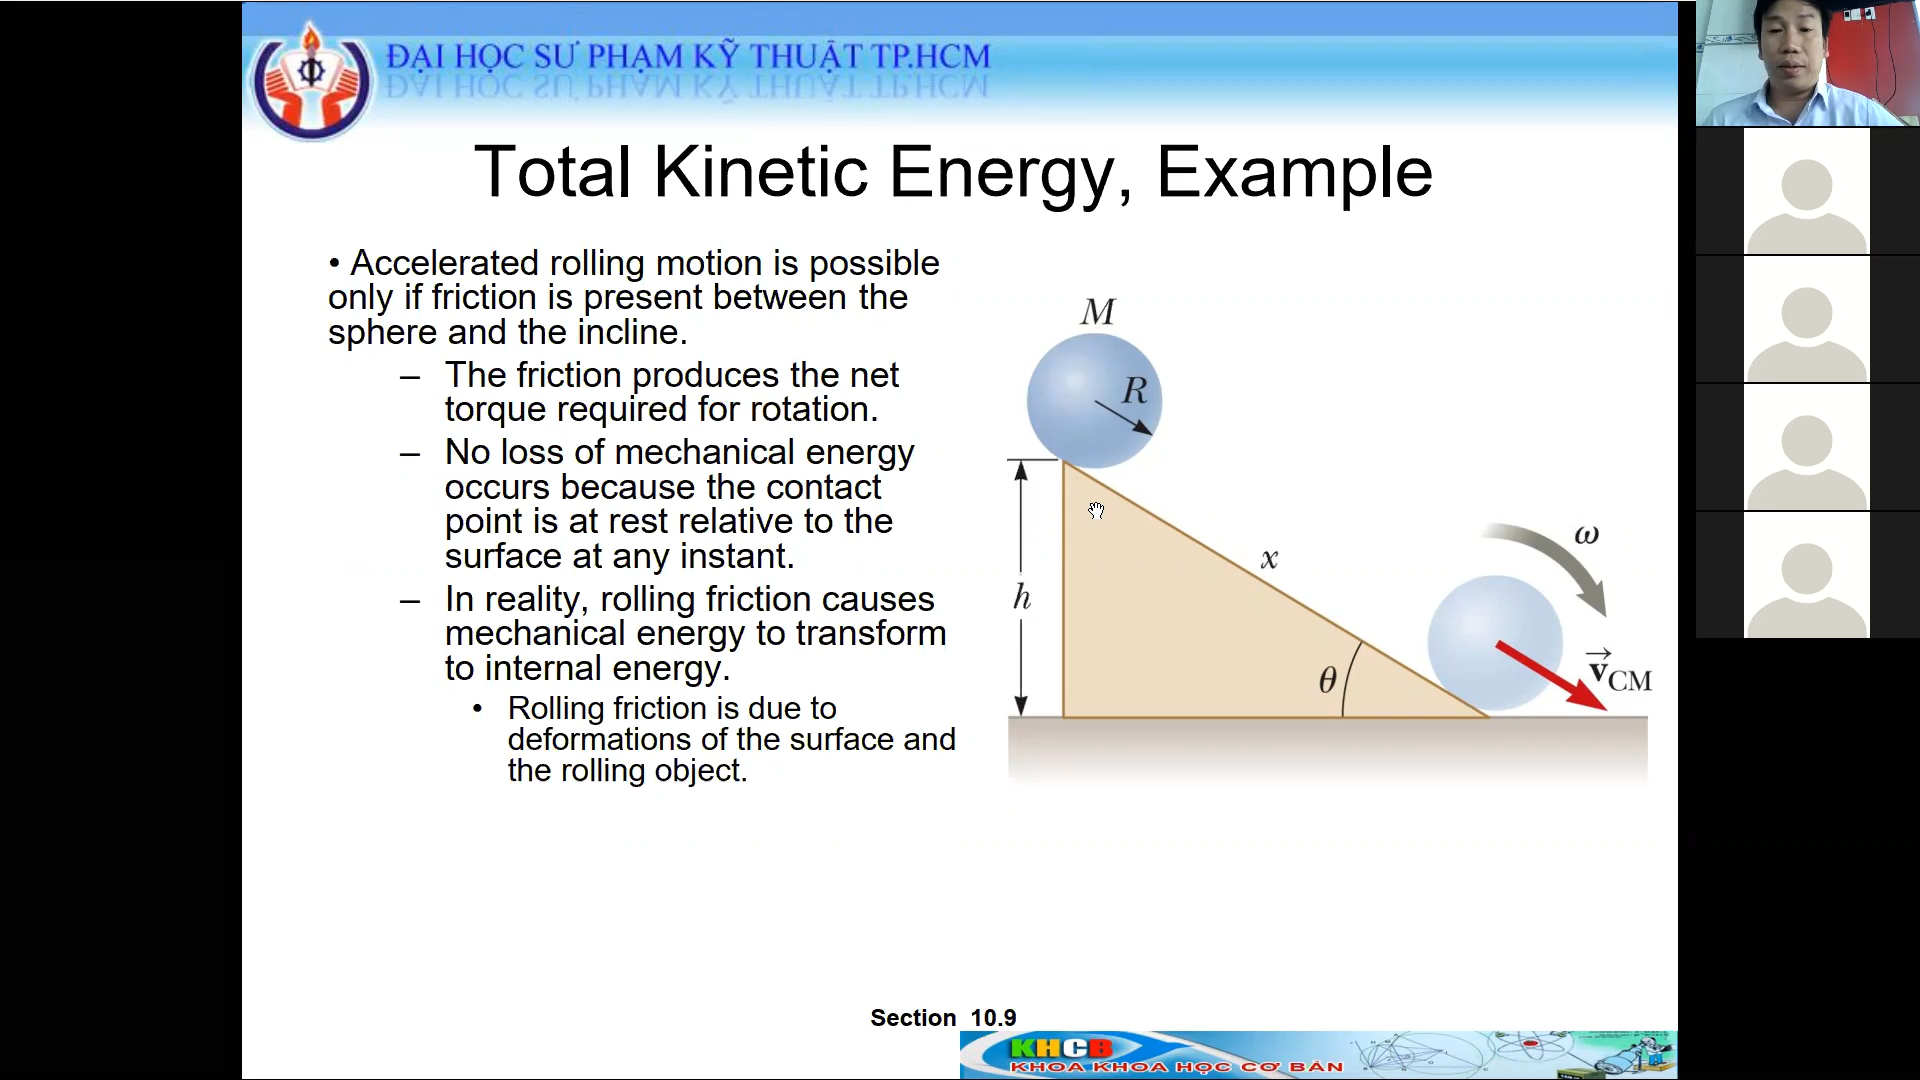 ĐẠI HỌC SƯ PHẠM KỸ THUẬT TP.HCM
Total Kinetic Energy, Example
• Accelerated rolling motion is possible
only if friction is present between the
sphere and the incline.
– The friction produces the net
torque required for rotation.
– No loss of mechanical energy
occurs because the contact
point is at rest relative to the
surface at any instant.
– In reality, rolling friction causes
mechanical energy to transform
to internal energy.
• Rolling friction is due to
deformations of the surface and
the rolling object.
M
R
x
h
θ
ω
v⃗CM
Section 10.9
KHCB
KHOA KHOA HỌC CƠ BẢN